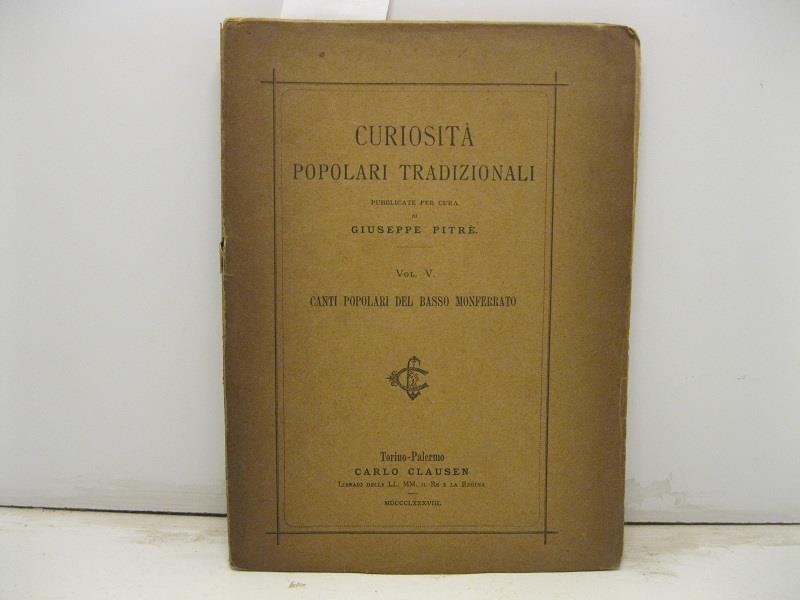 CURIOSITÀ
POPOLARI TRADIZIONALI
PUBBLICATE PER CURA
DI
GIUSEPPE PITRÈ.
VOL. V.
CANTI POPOLARI DEL BASSO MONFERRATO
Torino-Palermo
CARLO CLAUSEN
LIBRAIO DELLE LL. MM. IL RE E LA REGINA
MDCCCLXXXVIII.